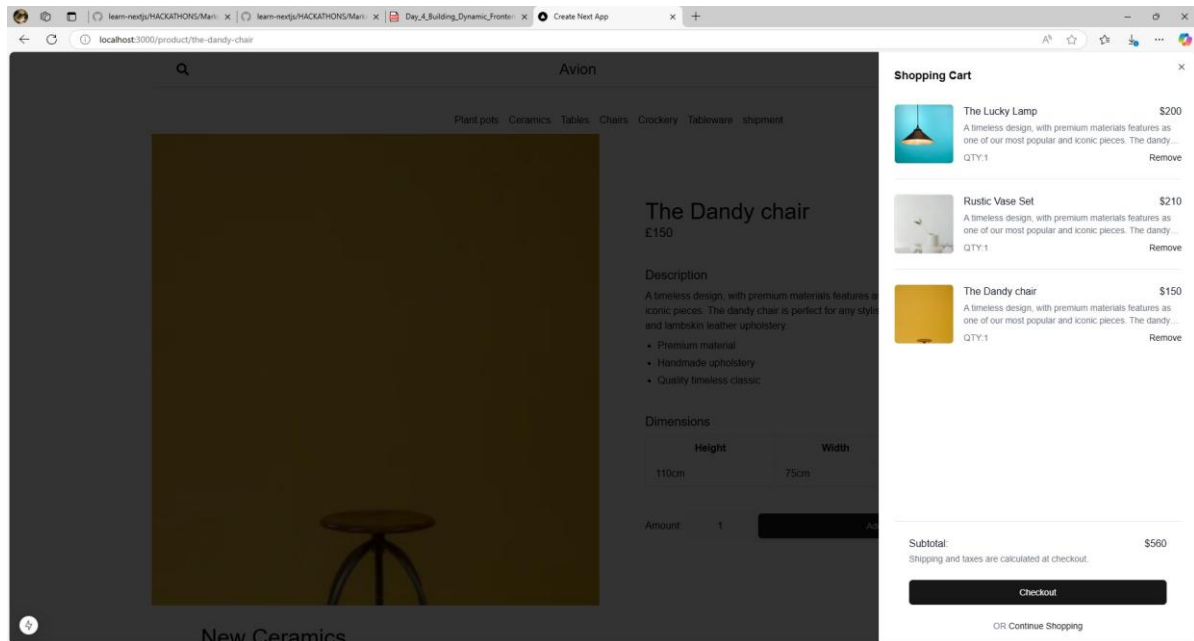 learn-nextjs/HACKATHONS/Mark
learn-nextjs/HACKATHONS/Mark
Day_4_Building_Dynamic_Fronten
Create Next App
localhost:3000/product/the-dandy-chair
Avion
Plant pots Ceramics Tables Chairs Crockery Tableware shipment
The Dandy chair
£150
Description
A timeless design, with premium materials features as
iconic pieces. The dandy chair is perfect for any stylis
and lambskin leather upholstery.
Premium material
Handmade upholstery
Quality timeless classic
Dimensions
Height Width
110cm 75cm
Amount: 1 Ad
New Ceramics
Shopping Cart
The Lucky Lamp $200
A timeless design, with premium materials features as
one of our most popular and iconic pieces. The dandy...
QTY:1 Remove
Rustic Vase Set $210
A timeless design, with premium materials features as
one of our most popular and iconic pieces. The dandy...
QTY:1 Remove
The Dandy chair $150
A timeless design, with premium materials features as
one of our most popular and iconic pieces. The dandy...
QTY:1 Remove
Subtotal: $560
Shipping and taxes are calculated at checkout.
Checkout
OR Continue Shopping